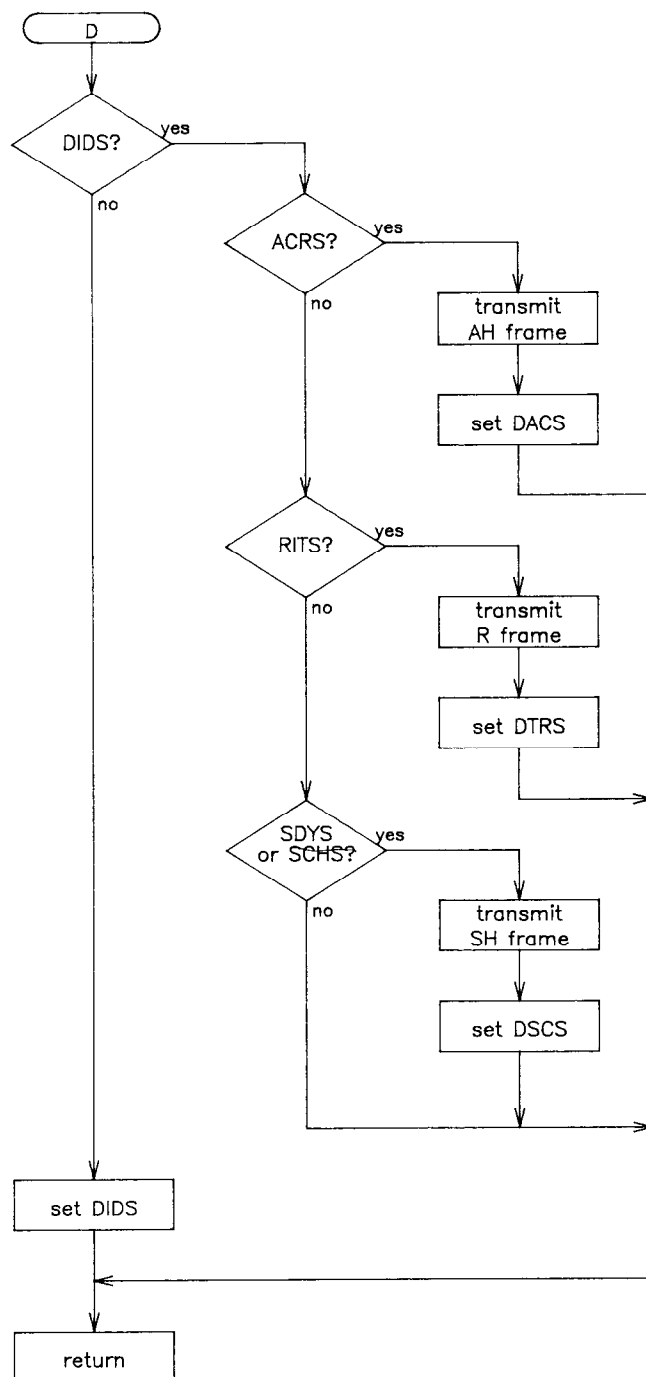 D
DIDS?
yes
no
ACRS?
yes
no
transmit
AH frame
set DACS
RITS?
yes
no
transmit
R frame
set DTRS
SDYS
or SCHS?
yes
no
transmit
SH frame
set DSCS
set DIDS
return